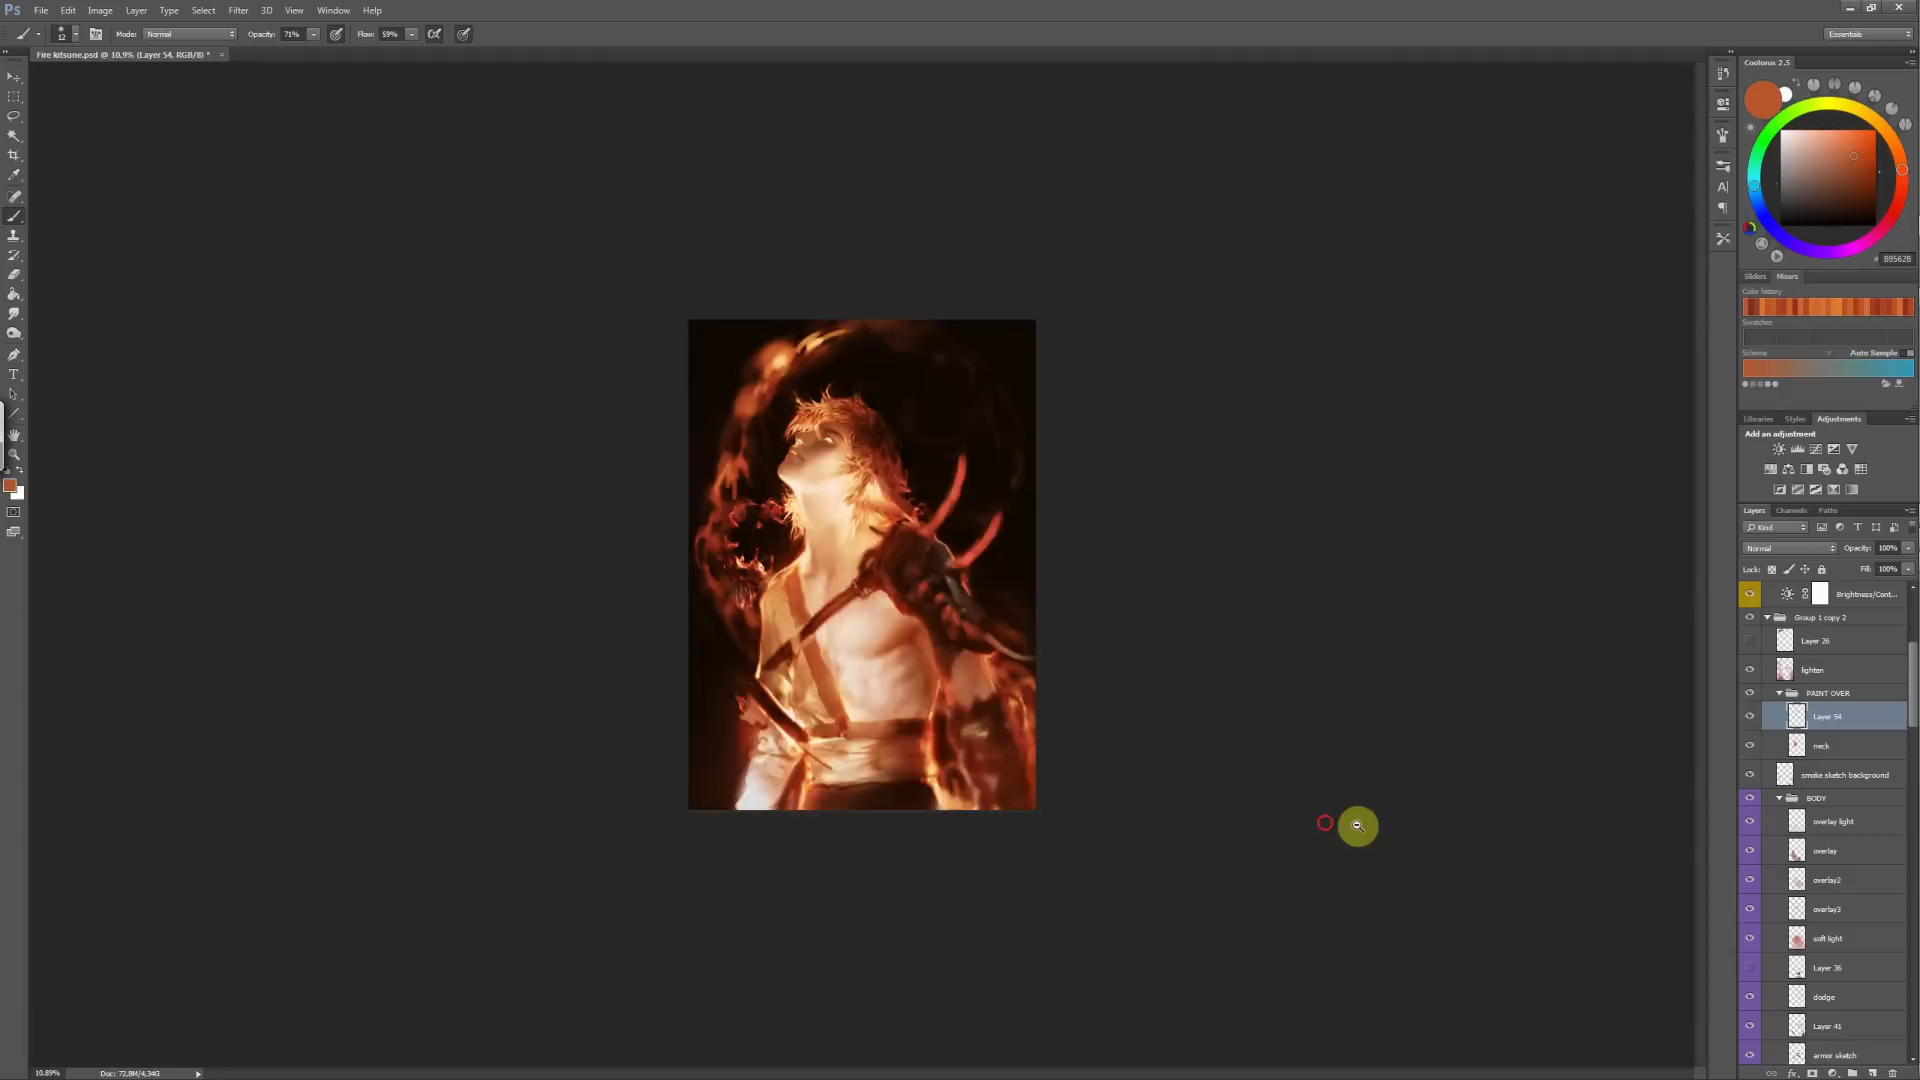 Ps File Edit Image Layer Type Select Filter 3D View Window Help
12 Mode: Normal Opacity: 71% Flow: 59% Essentials
Fire kitsune.psd @ 10,9% (Layer 54, RGB/8) * ×
Coolorus 2.5
B9562B
Sliders Mixers
Color history
Swatches
Scheme Auto Sample
Libraries Styles Adjustments
Add an adjustment
Layers Channels Paths
Kind
Normal Opacity: 100%
Lock: Fill: 100%
Brightness/Cont...
Group 1 copy 2
Layer 26
lighten
PAINT OVER
Layer 54
neck
smoke sketch background
BODY
overlay light
overlay
overlay2
overlay3
soft light
Layer 36
dodge
Layer 41
armor sketch
10.89% Doc: 72,8M/4,34G